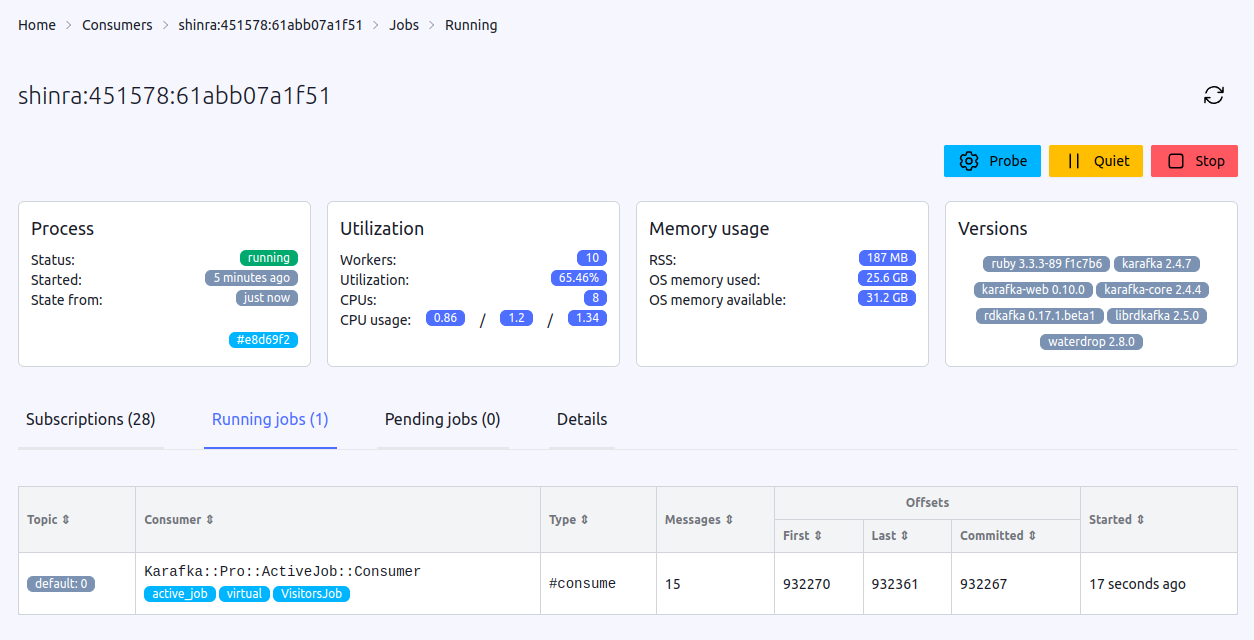 Home > Consumers > shinra:451578:61abb07a1f51 > Jobs > Running
shinra:451578:61abb07a1f51
Probe Quiet Stop
Process
Status: running
Started: 5 minutes ago
State from: just now
#e8d69f2
Utilization
Workers: 10
Utilization: 65.46%
CPUs: 8
CPU usage: 0.86 / 1.2 / 1.34
Memory usage
RSS: 187 MB
OS memory used: 25.6 GB
OS memory available: 31.2 GB
Versions
ruby 3.3.3-89 f1c7b6 karafka 2.4.7
karafka-web 0.10.0 karafka-core 2.4.4
rdkafka 0.17.1.beta1 librdkafka 2.5.0
waterdrop 2.8.0
Subscriptions (28) Running jobs (1) Pending jobs (0) Details
Topic ⇕ Consumer ⇕ Type ⇕ Messages ⇕ Offsets Started ⇕
First ⇕ Last ⇕ Committed ⇕
default: 0 Karafka::Pro::ActiveJob::Consumer #consume 15 932270 932361 932267 17 seconds ago
active_job virtual VisitorsJob